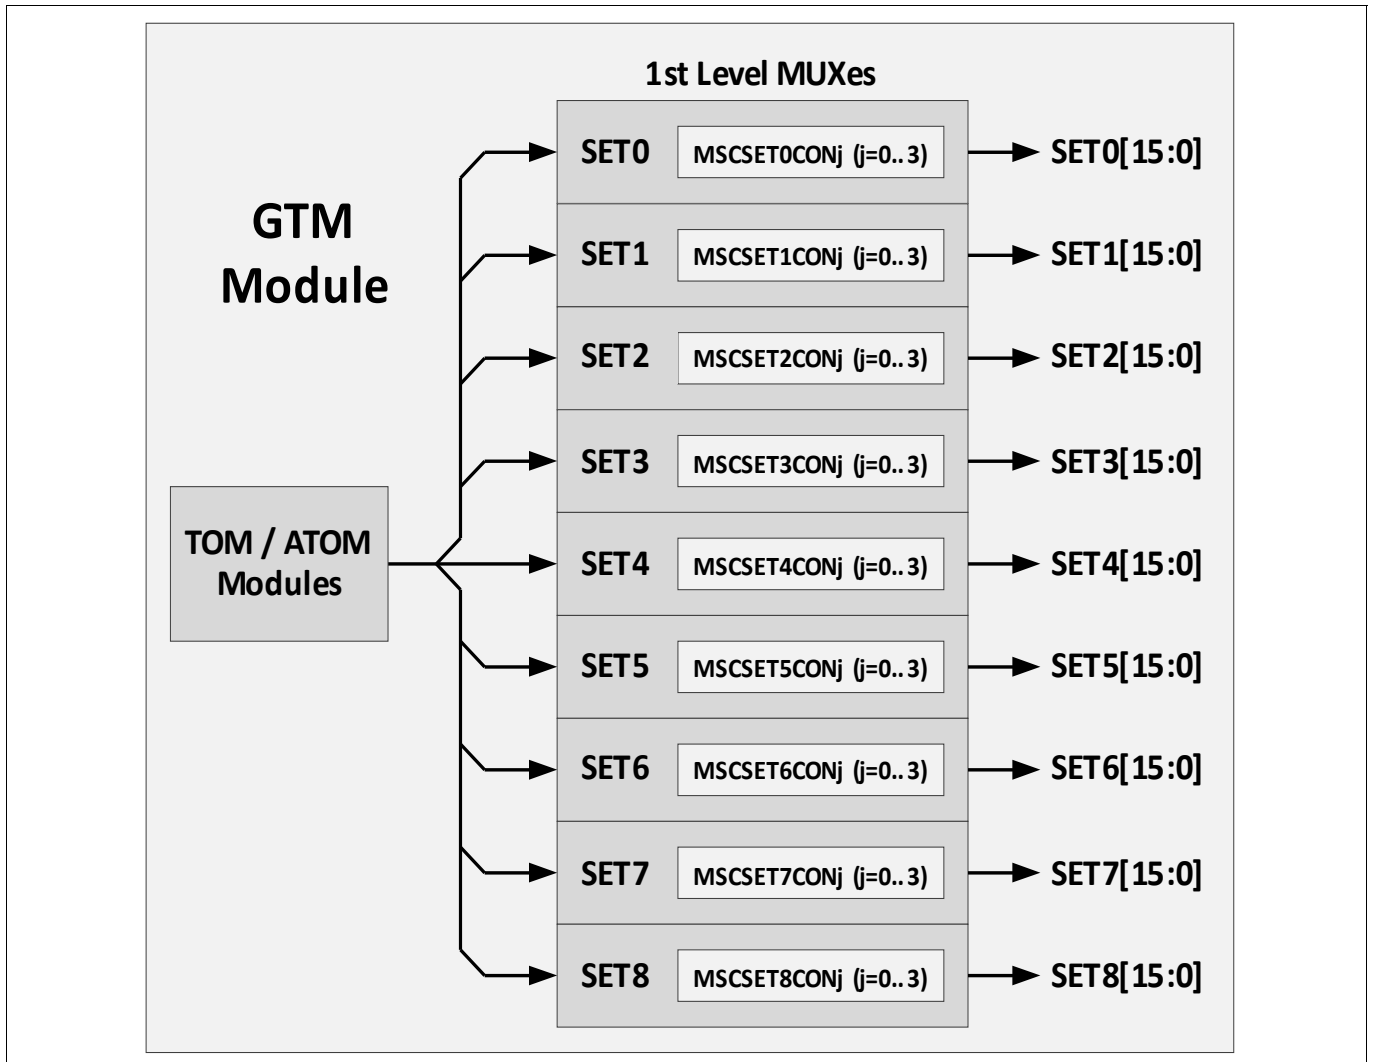 1st Level MUXes
GTM
Module
TOM / ATOM
Modules
SET0 MSCSET0CONj (j=0..3) SET0[15:0]
SET1 MSCSET1CONj (j=0..3) SET1[15:0]
SET2 MSCSET2CONj (j=0..3) SET2[15:0]
SET3 MSCSET3CONj (j=0..3) SET3[15:0]
SET4 MSCSET4CONj (j=0..3) SET4[15:0]
SET5 MSCSET5CONj (j=0..3) SET5[15:0]
SET6 MSCSET6CONj (j=0..3) SET6[15:0]
SET7 MSCSET7CONj (j=0..3) SET7[15:0]
SET8 MSCSET8CONj (j=0..3) SET8[15:0]